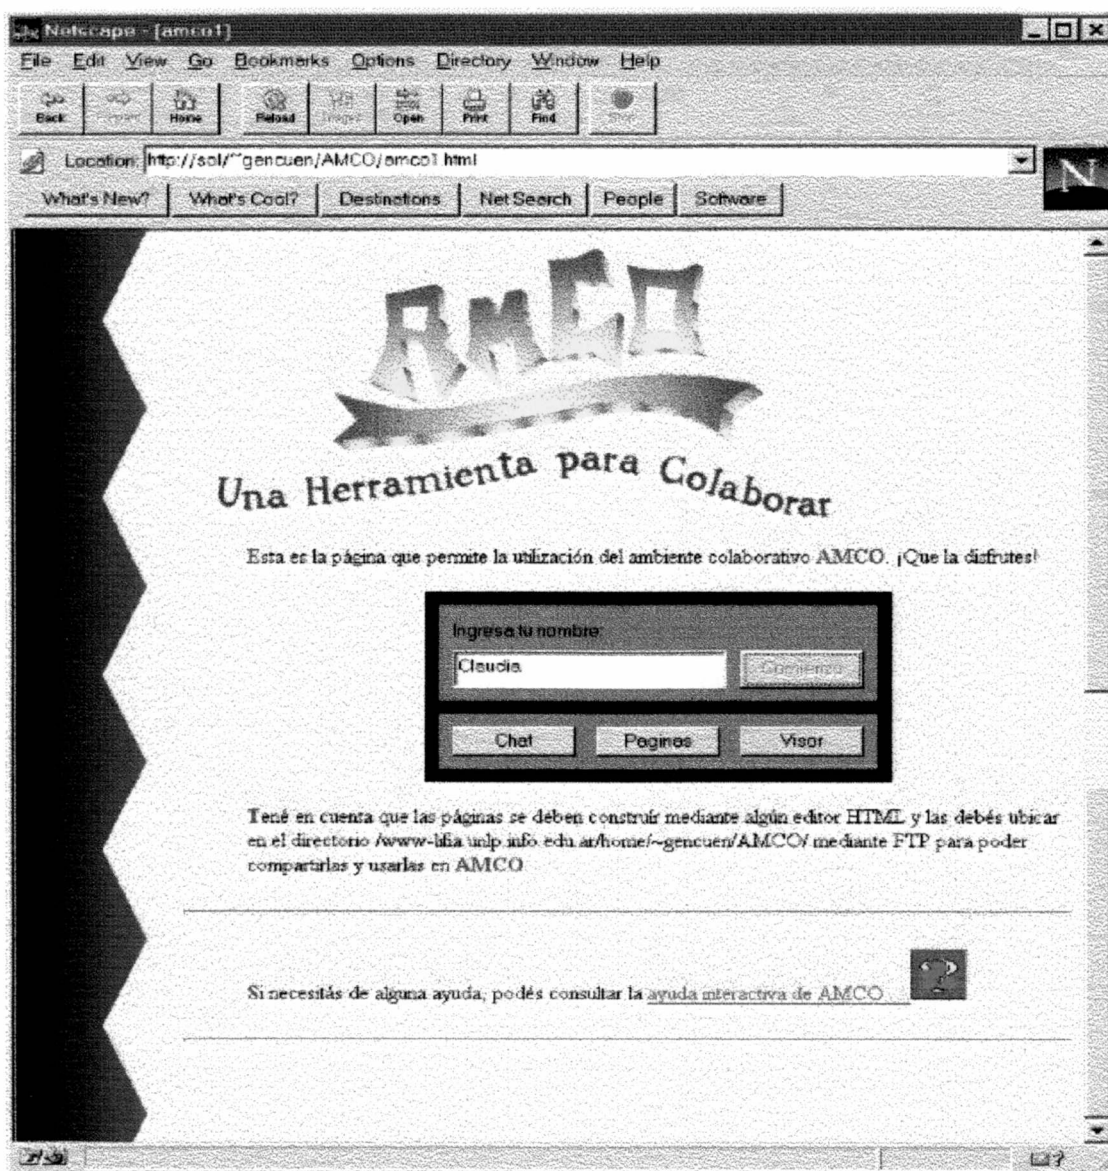 Netscape - [amco1]
File Edit View Go Bookmarks Options Directory Window Help
Back Forward Home Reload Images Open Print Find Stop
Location: http://sol/~gencuen/AMCO/amco1.html
N
What's New? What's Cool? Destinations Net Search People Software
AMCO
Una Herramienta para Colaborar
Esta es la página que permite la utilización del ambiente colaborativo AMCO. ¡Que la disfrutes!
Ingresa tu nombre:
Claudia Comienzo
Chat Paginas Visor
Tené en cuenta que las páginas se deben construír mediante algún editor HTML y las debés ubicar
en el directorio /www-lifia.unlp.info.edu.ar/home/~gencuen/AMCO/ mediante FTP para poder
compartirlas y usarlas en AMCO
Si necesitás de alguna ayuda, podés consultar la ayuda interactiva de AMCO ?